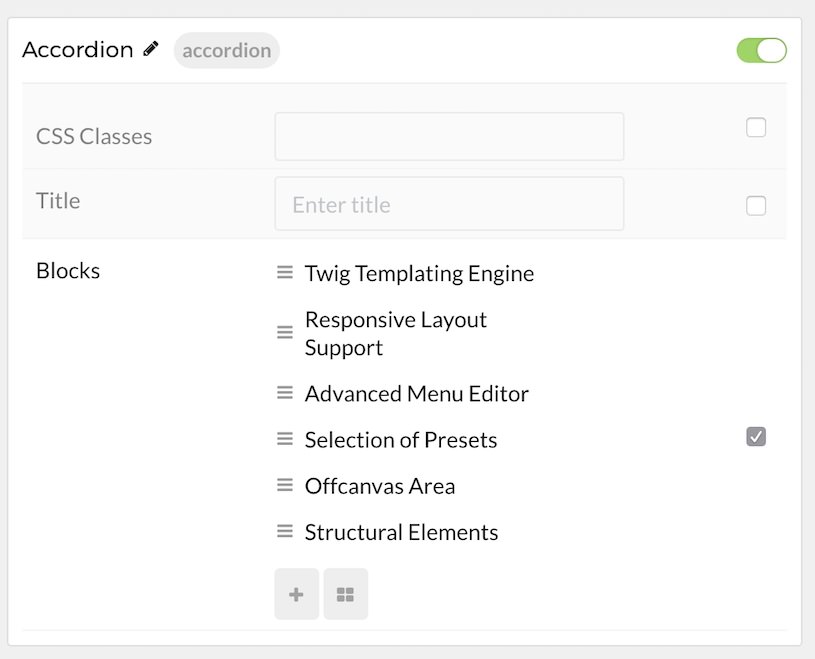 Accordion accordion
CSS Classes
Title Enter title
Blocks Twig Templating Engine
Responsive Layout
Support
Advanced Menu Editor
Selection of Presets
Offcanvas Area
Structural Elements